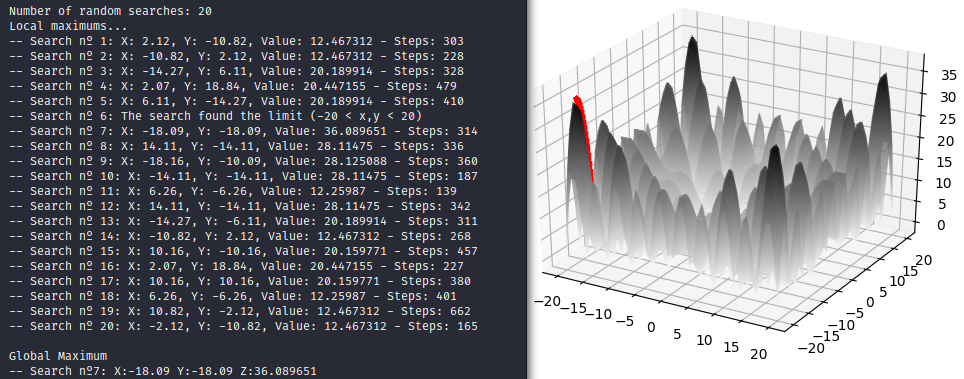 Number of random searches: 20
Local maximums...
-- Search nº 1: X: 2.12, Y: -10.82, Value: 12.467312 - Steps: 303
-- Search nº 2: X: -10.82, Y: 2.12, Value: 12.467312 - Steps: 228
-- Search nº 3: X: -14.27, Y: 6.11, Value: 20.189914 - Steps: 328
-- Search nº 4: X: 2.07, Y: 18.84, Value: 20.447155 - Steps: 479
-- Search nº 5: X: 6.11, Y: -14.27, Value: 20.189914 - Steps: 410
-- Search nº 6: The search found the limit (-20 < x,y < 20)
-- Search nº 7: X: -18.09, Y: -18.09, Value: 36.089651 - Steps: 314
-- Search nº 8: X: 14.11, Y: -14.11, Value: 28.11475 - Steps: 336
-- Search nº 9: X: -18.16, Y: -10.09, Value: 28.125088 - Steps: 360
-- Search nº 10: X: -14.11, Y: -14.11, Value: 28.11475 - Steps: 187
-- Search nº 11: X: 6.26, Y: -6.26, Value: 12.25987 - Steps: 139
-- Search nº 12: X: 14.11, Y: -14.11, Value: 28.11475 - Steps: 342
-- Search nº 13: X: -14.27, Y: -6.11, Value: 20.189914 - Steps: 311
-- Search nº 14: X: -10.82, Y: 2.12, Value: 12.467312 - Steps: 268
-- Search nº 15: X: 10.16, Y: -10.16, Value: 20.159771 - Steps: 457
-- Search nº 16: X: 2.07, Y: 18.84, Value: 20.447155 - Steps: 227
-- Search nº 17: X: 10.16, Y: 10.16, Value: 20.159771 - Steps: 380
-- Search nº 18: X: 6.26, Y: -6.26, Value: 12.25987 - Steps: 401
-- Search nº 19: X: 10.82, Y: -2.12, Value: 12.467312 - Steps: 662
-- Search nº 20: X: -2.12, Y: -10.82, Value: 12.467312 - Steps: 165
Global Maximum
-- Search nº7: X:-18.09 Y:-18.09 Z:36.089651
35
30
25
20
15
10
5
0
-20 -15 -10 -5 0 5 10 15 20
-20 -15 -10 -5 0 5 10 15 20